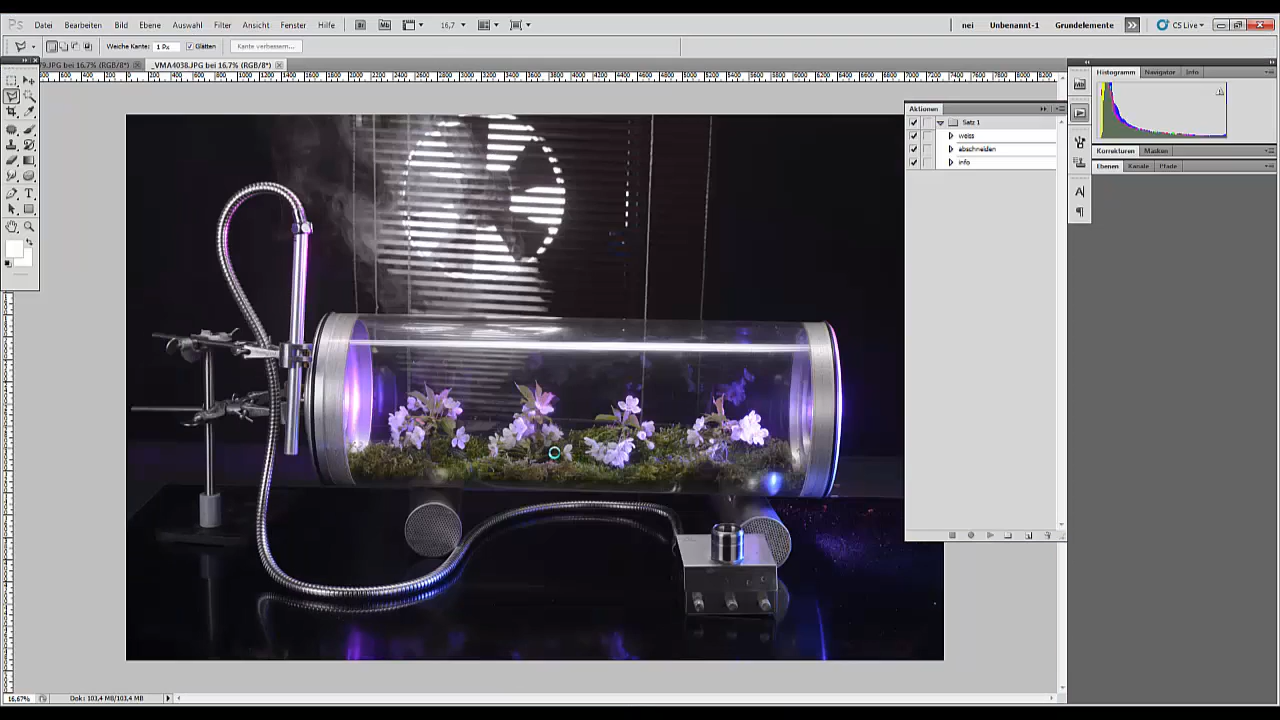 Ps Datei Bearbeiten Bild Ebene Auswahl Filter Ansicht Fenster Hilfe Br Mb 16,7 nei Unbenannt-1 Grundelemente CS Live
Weiche Kante: 1 Px Glätten Kante verbessern...
9.JPG bei 16,7% (RGB/8*) _VMA4038.JPG bei 16,7% (RGB/8*)
Histogramm Navigator Info
Aktionen
Satz 1
weiss
abschneiden
info
Korrekturen Masken
Ebenen Kanäle Pfade
16,67% Dok: 103,4 MB/103,4 MB